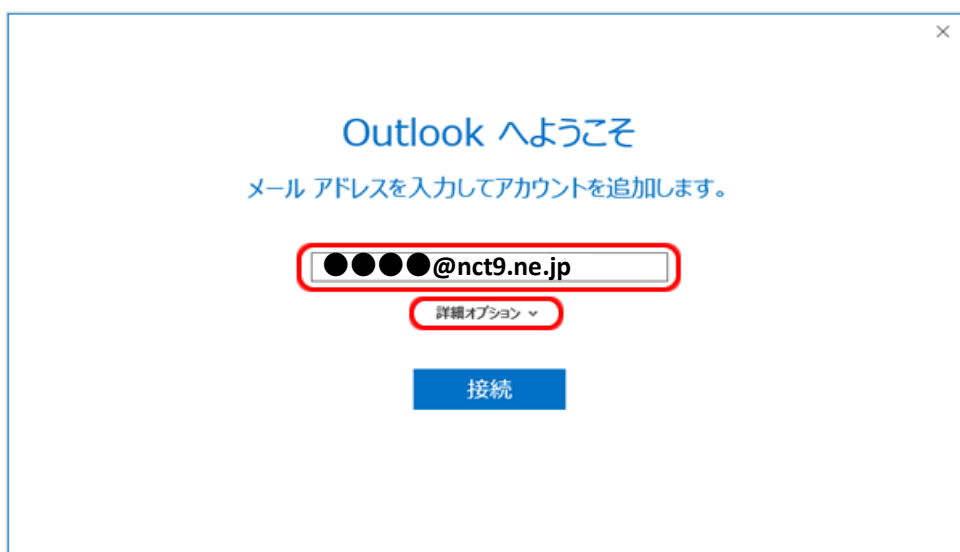 Outlook へようこそ
メール アドレスを入力してアカウントを追加します。
●●●●@nct9.ne.jp
詳細オプション
接続